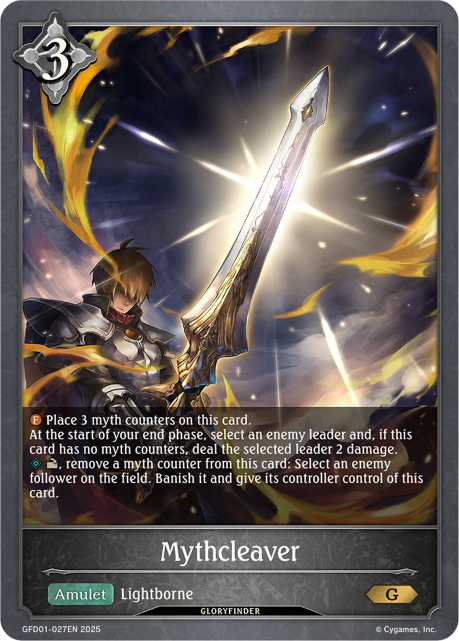 3
F Place 3 myth counters on this card.
At the start of your end phase, select an enemy leader and, if this
card has no myth counters, deal the selected leader 2 damage.
, remove a myth counter from this card: Select an enemy
follower on the field. Banish it and give its controller control of this
card.
Mythcleaver
Amulet Lightborne
G
GLORYFINDER
GFD01-027EN 2025
© Cygames, Inc.